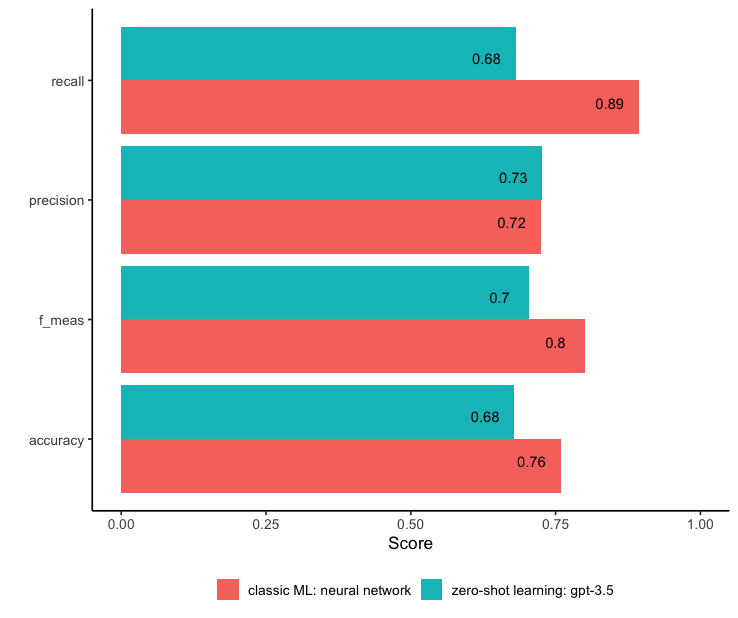 recall
0.68
0.89
precision
0.73
0.72
f_meas
0.7
0.8
accuracy
0.68
0.76
0.00 0.25 0.50 0.75 1.00
Score
classic ML: neural network zero-shot learning: gpt-3.5